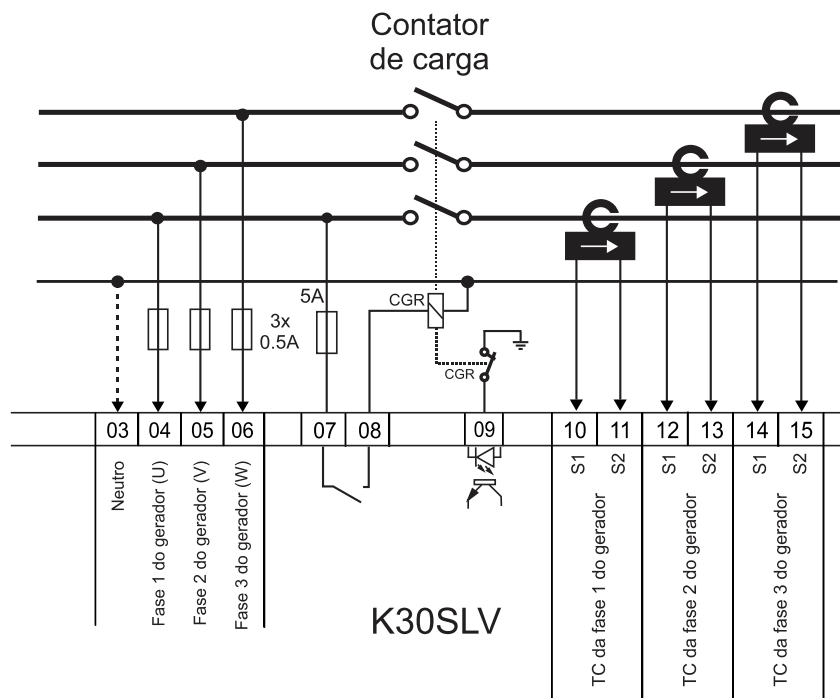 Contator
de carga
5A
CGR
3x
0.5A
CGR
03 04 05 06 07 08 09 10 11 12 13 14 15
Neutro
Fase 1 do gerador (U)
Fase 2 do gerador (V)
Fase 3 do gerador (W)
S1
S2
S1
S2
S1
S2
TC da fase 1 do gerador
TC da fase 2 do gerador
TC da fase 3 do gerador
K30SLV